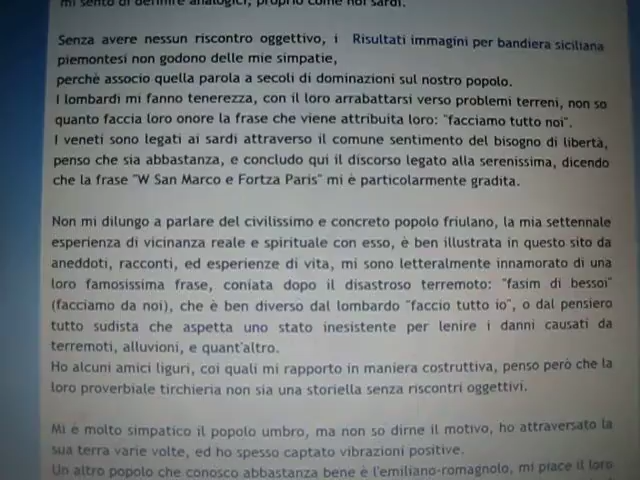 mi sento di definire analogici, proprio come noi sardi.
Senza avere nessun riscontro oggettivo, i Risultati immagini per bandiera siciliana
piemontesi non godono delle mie simpatie,
perchè associo quella parola a secoli di dominazioni sul nostro popolo.
I lombardi mi fanno tenerezza, con il loro arrabattarsi verso problemi terreni, non so
quanto faccia loro onore la frase che viene attribuita loro: "facciamo tutto noi".
I veneti sono legati ai sardi attraverso il comune sentimento del bisogno di libertà,
penso che sia abbastanza, e concludo qui il discorso legato alla serenissima, dicendo
che la frase "W San Marco e Fortza Paris" mi è particolarmente gradita.
Non mi dilungo a parlare del civilissimo e concreto popolo friulano, la mia settennale
esperienza di vicinanza reale e spirituale con esso, è ben illustrata in questo sito da
aneddoti, racconti, ed esperienze di vita, mi sono letteralmente innamorato di una
loro famosissima frase, coniata dopo il disastroso terremoto: "fasim di bessoi"
(facciamo da noi), che è ben diverso dal lombardo "faccio tutto io", o dal pensiero
tutto sudista che aspetta uno stato inesistente per lenire i danni causati da
terremoti, alluvioni, e quant'altro.
Ho alcuni amici liguri, coi quali mi rapporto in maniera costruttiva, penso però che la
loro proverbiale tirchieria non sia una storiella senza riscontri oggettivi.
Mi è molto simpatico il popolo umbro, ma non so dirne il motivo, ho attraversato la
sua terra varie volte, ed ho spesso captato vibrazioni positive.
Un altro popolo che conosco abbastanza bene è l'emiliano-romagnolo, mi piace il loro